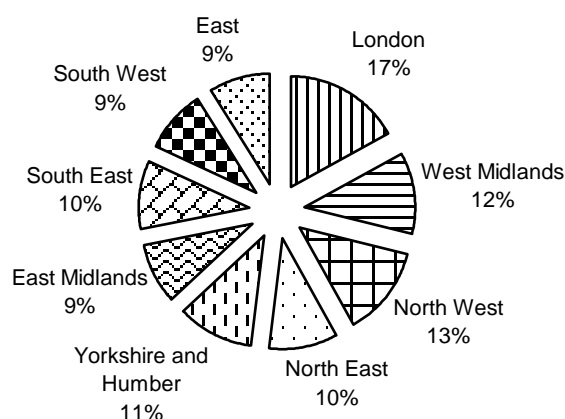 London
17%
West Midlands
12%
North West
13%
North East
10%
Yorkshire and
Humber
11%
East Midlands
9%
South East
10%
South West
9%
East
9%